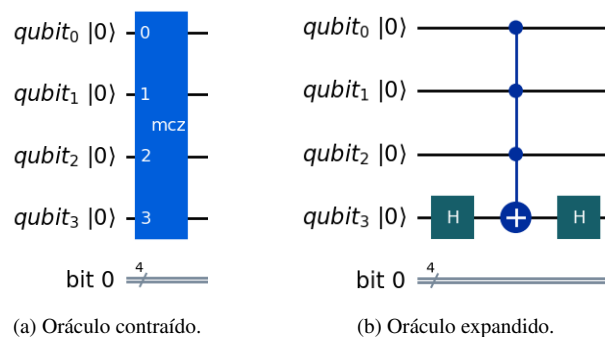 qubit₀ |0⟩ 0
qubit₁ |0⟩ 1
mcz
qubit₂ |0⟩ 2
qubit₃ |0⟩ 3
4
bit 0
(a) Oráculo contraído.
qubit₀ |0⟩
qubit₁ |0⟩
qubit₂ |0⟩
qubit₃ |0⟩ H H
4
bit 0
(b) Oráculo expandido.